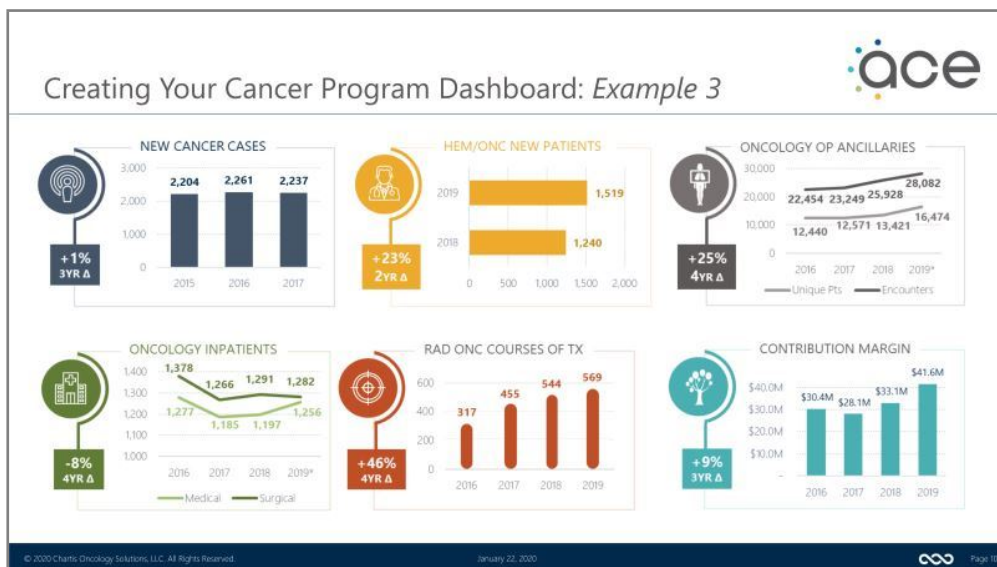 ace
Creating Your Cancer Program Dashboard: Example 3
NEW CANCER CASES
3,000
2,000
1,000
0
2,204
2,261
2,237
2015
2016
2017
+1%
3YR Δ
HEM/ONC NEW PATIENTS
2019
2018
1,519
1,240
0
500
1,000
1,500
2,000
+23%
2YR Δ
ONCOLOGY OP ANCILLARIES
30,000
20,000
10,000
0
22,454
23,249
25,928
28,082
12,440
12,571
13,421
16,474
2016
2017
2018
2019*
Unique Pts
Encounters
+25%
4YR Δ
ONCOLOGY INPATIENTS
1,400
1,300
1,200
1,100
1,000
1,378
1,266
1,291
1,282
1,277
1,185
1,197
1,256
2016
2017
2018
2019*
Medical
Surgical
-8%
4YR Δ
RAD ONC COURSES OF TX
600
400
200
0
317
455
544
569
2016
2017
2018
2019
+46%
4YR Δ
CONTRIBUTION MARGIN
$40.0M
$30.0M
$20.0M
$10.0M
-
$30.4M
$28.1M
$33.1M
$41.6M
2016
2017
2018
2019
+9%
3YR Δ
© 2020 Chartis Oncology Solutions, LLC. All Rights Reserved.
January 22, 2020
Page 10